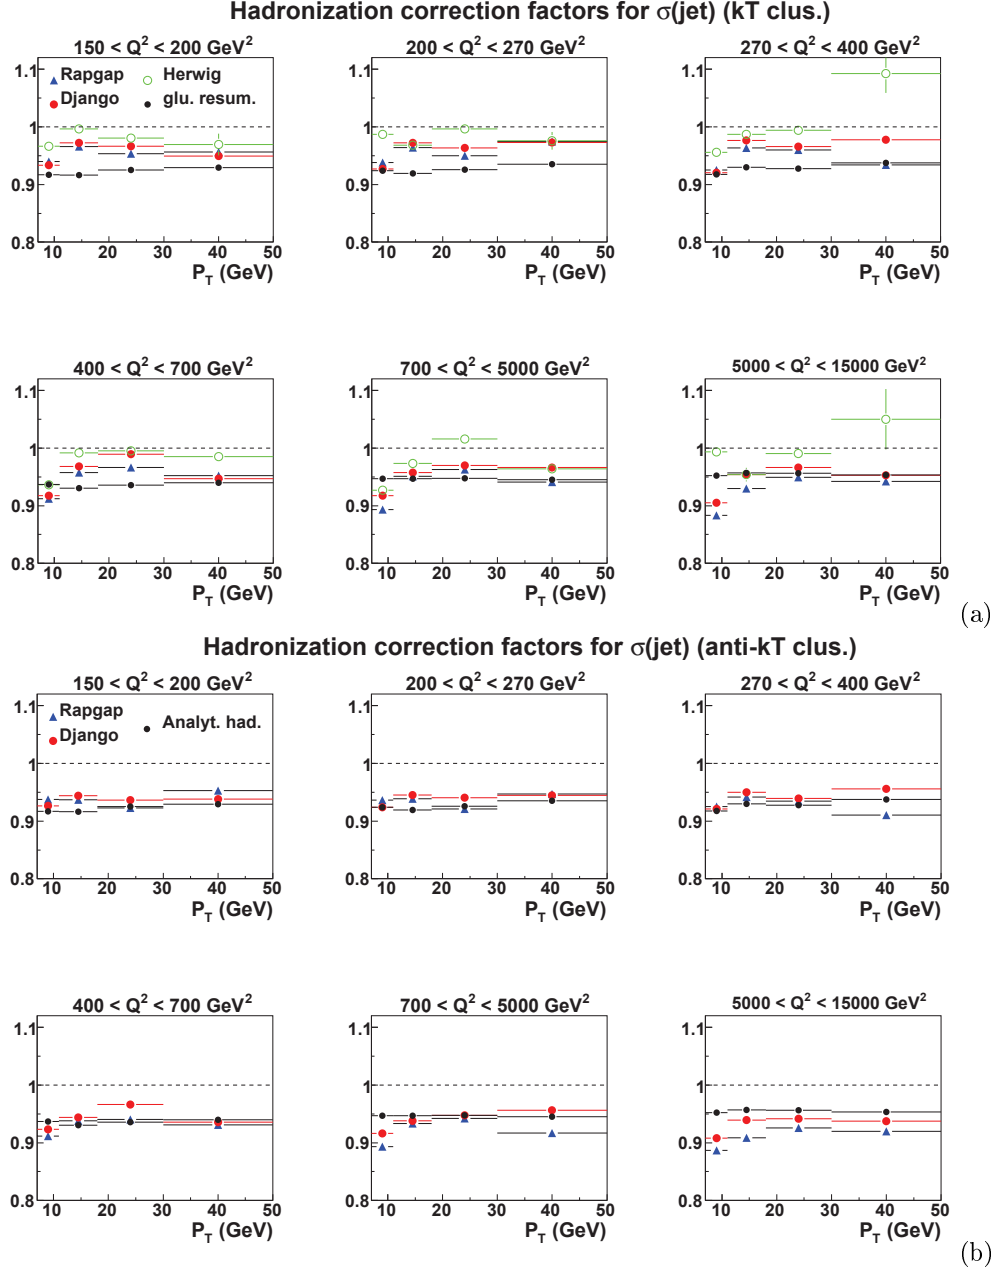 Hadronization correction factors for σ(jet) (kT clus.)
150 < Q² < 200 GeV²
200 < Q² < 270 GeV²
270 < Q² < 400 GeV²
Rapgap
Herwig
Django
glu. resum.
1.1 1.1 1.1
1 1 1
0.9 0.9 0.9
0.8 0.8 0.8
10 20 30 40 50 10 20 30 40 50 10 20 30 40 50
P_T (GeV) P_T (GeV) P_T (GeV)
400 < Q² < 700 GeV²
700 < Q² < 5000 GeV²
5000 < Q² < 15000 GeV²
1.1 1.1 1.1
1 1 1
0.9 0.9 0.9
0.8 0.8 0.8
10 20 30 40 50 10 20 30 40 50 10 20 30 40 50
P_T (GeV) P_T (GeV) P_T (GeV)
(a)
Hadronization correction factors for σ(jet) (anti-kT clus.)
150 < Q² < 200 GeV²
200 < Q² < 270 GeV²
270 < Q² < 400 GeV²
Rapgap
Analyt. had.
Django
1.1 1.1 1.1
1 1 1
0.9 0.9 0.9
0.8 0.8 0.8
10 20 30 40 50 10 20 30 40 50 10 20 30 40 50
P_T (GeV) P_T (GeV) P_T (GeV)
400 < Q² < 700 GeV²
700 < Q² < 5000 GeV²
5000 < Q² < 15000 GeV²
1.1 1.1 1.1
1 1 1
0.9 0.9 0.9
0.8 0.8 0.8
10 20 30 40 50 10 20 30 40 50 10 20 30 40 50
P_T (GeV) P_T (GeV) P_T (GeV)
(b)